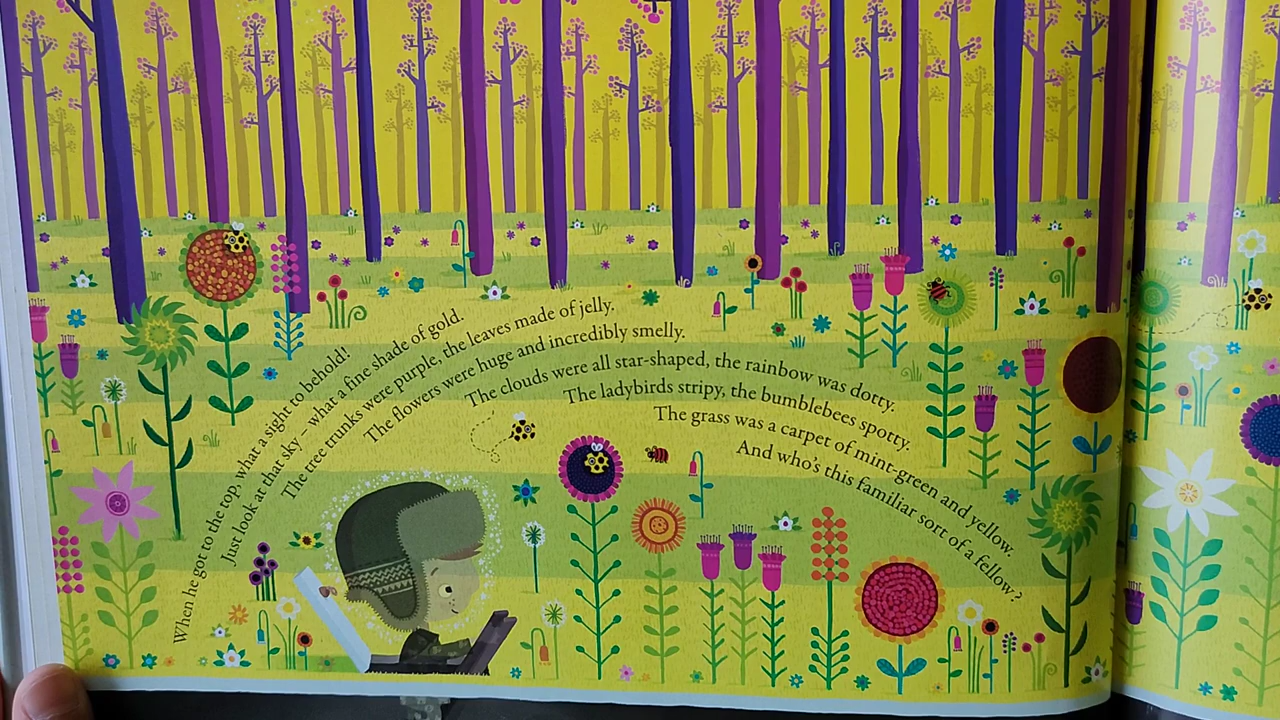 When he got to the top, what a sight to behold!
Just look at that sky – what a fine shade of gold.
The tree trunks were purple, the leaves made of jelly.
The flowers were huge and incredibly smelly.
The clouds were all star-shaped, the rainbow was dotty.
The ladybirds stripy, the bumblebees spotty.
The grass was a carpet of mint-green and yellow.
And who's this familiar sort of a fellow?